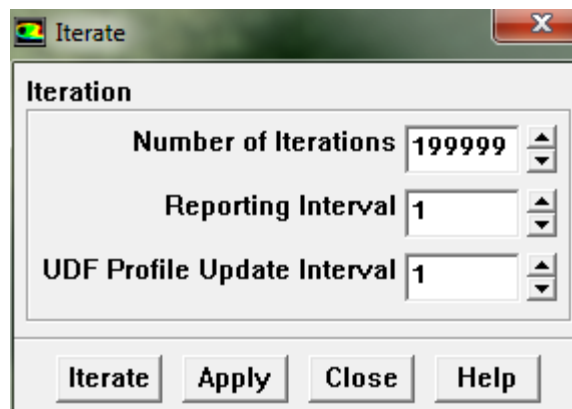 Iterate
Iteration
Number of Iterations 199999
Reporting Interval 1
UDF Profile Update Interval 1
Iterate Apply Close Help